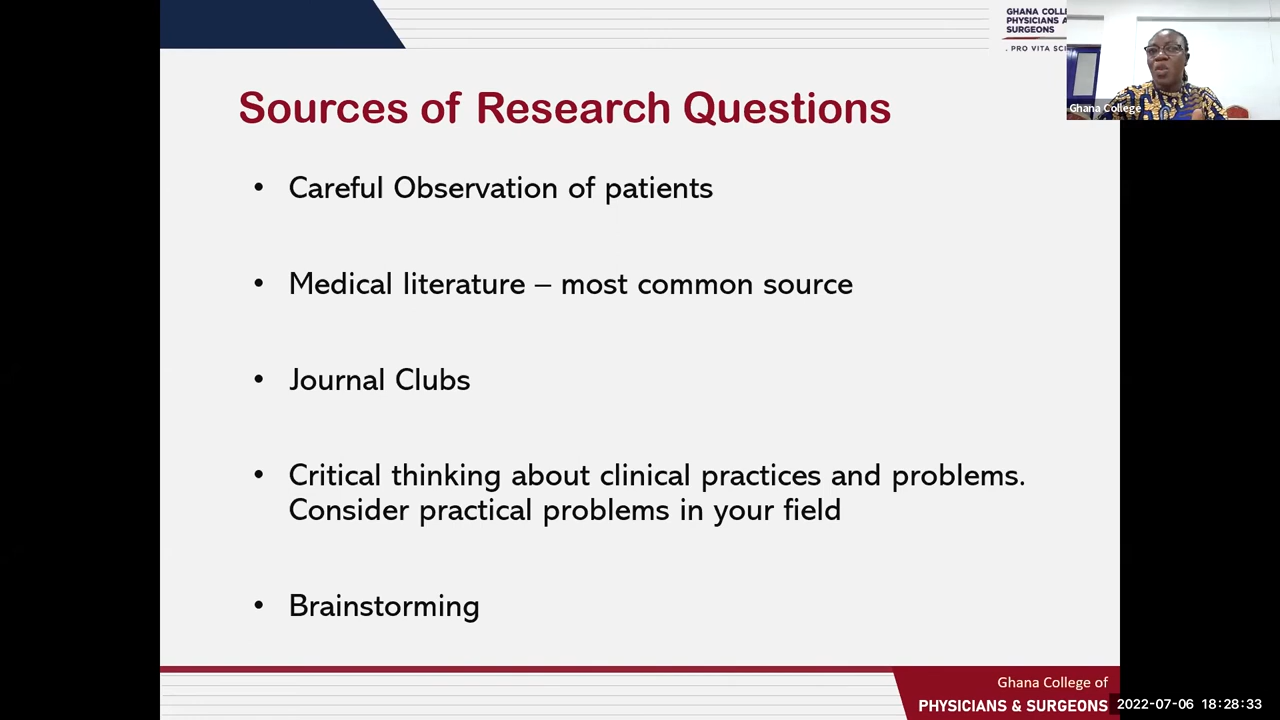 GHANA COLL
PHYSICIANS A
SURGEONS
. PRO VITA SCI
Ghana College
Sources of Research Questions
• Careful Observation of patients
• Medical literature – most common source
• Journal Clubs
• Critical thinking about clinical practices and problems.
Consider practical problems in your field
• Brainstorming
Ghana College of
PHYSICIANS & SURGEONS
2022-07-06 18:28:33